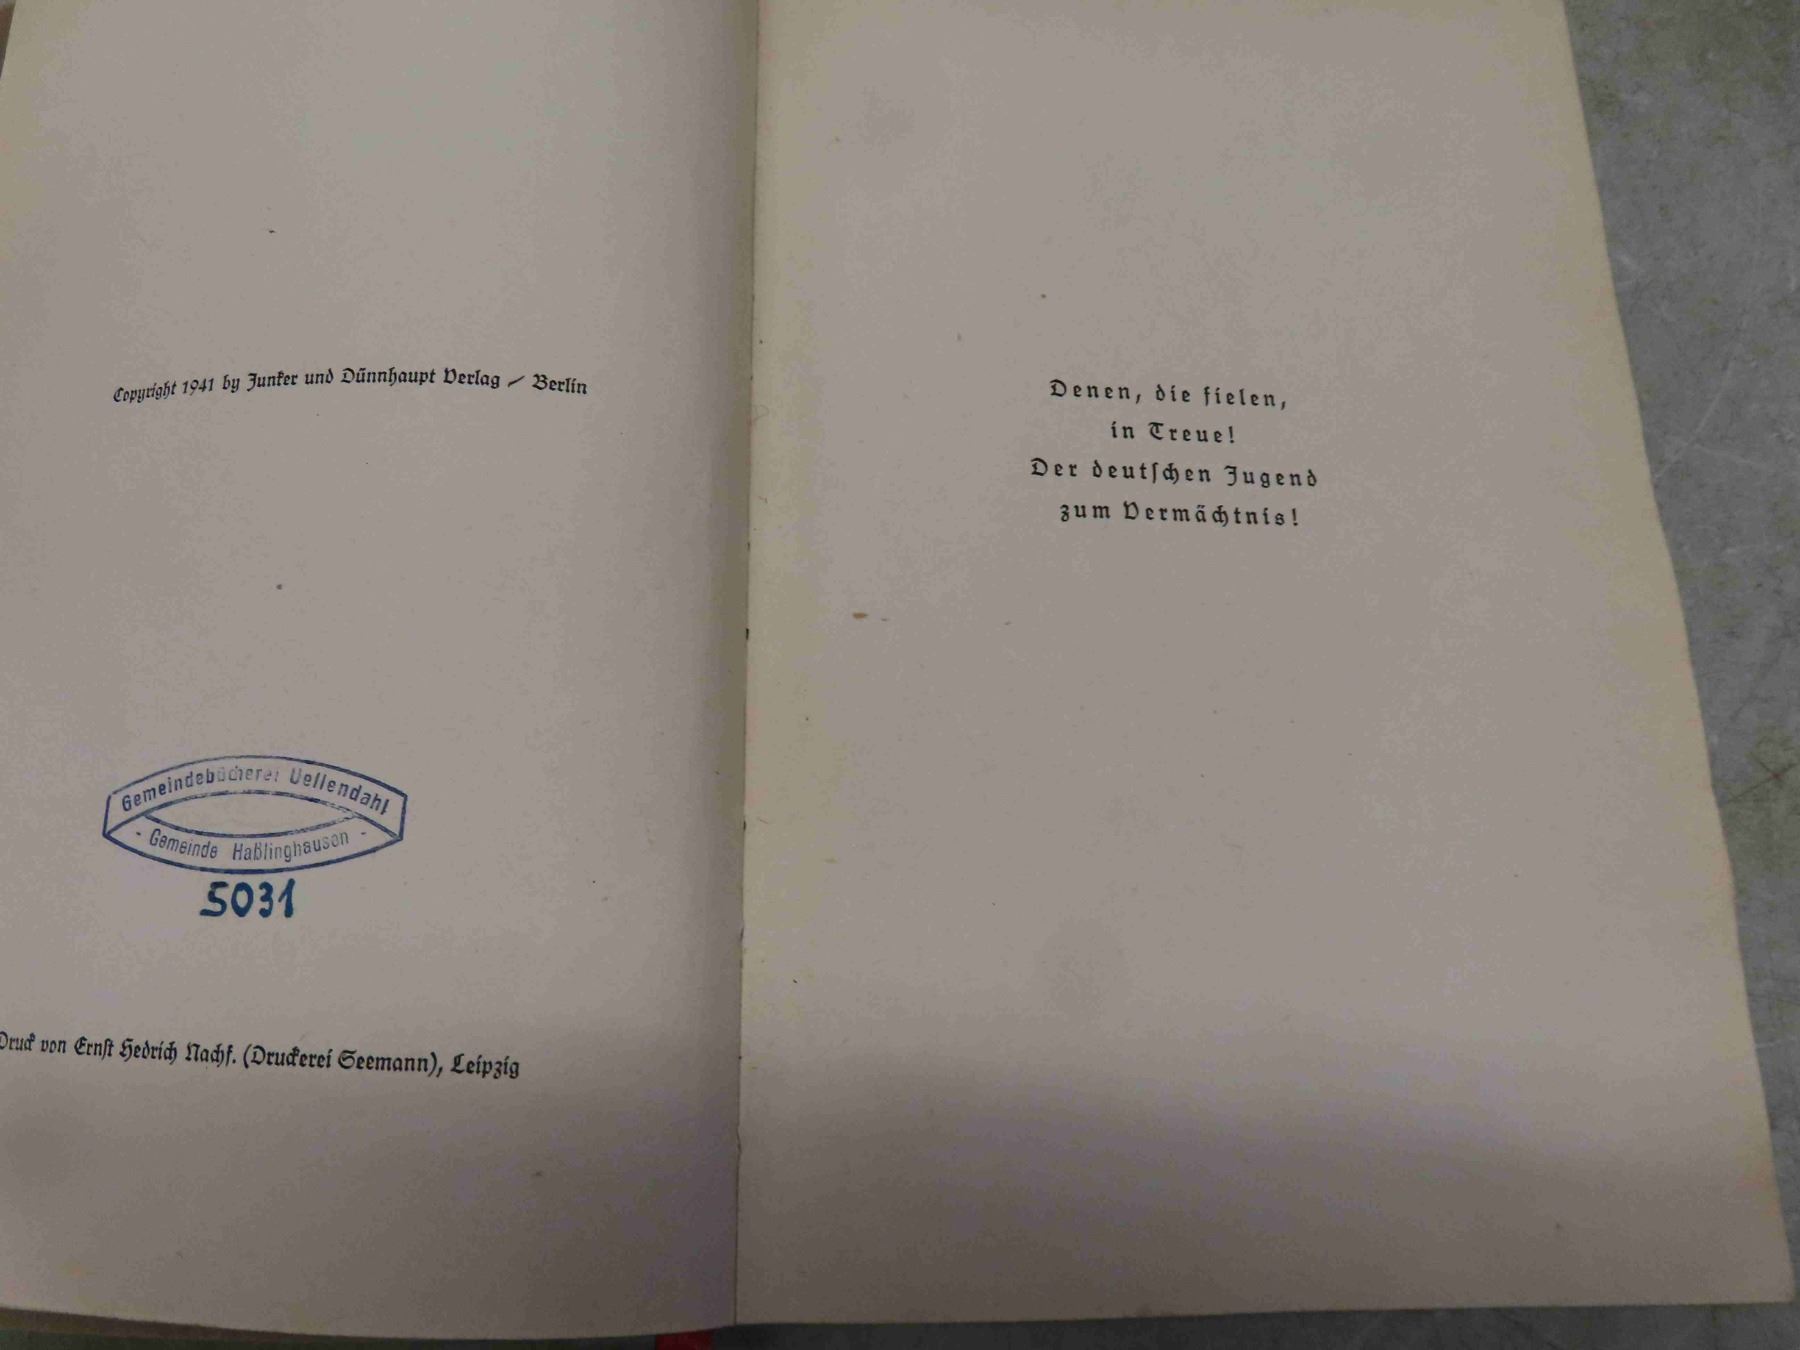 Copyright 1941 by Junker und Dünnhaupt Verlag / Berlin
Gemeindebücherei Uellendahl
- Gemeinde Haßlinghausen -
5031
Druck von Ernst Hedrich Nachf. (Druckerei Seemann), Leipzig
Denen, die fielen,
in Treue!
Der deutſchen Jugend
zum Vermächtnis!